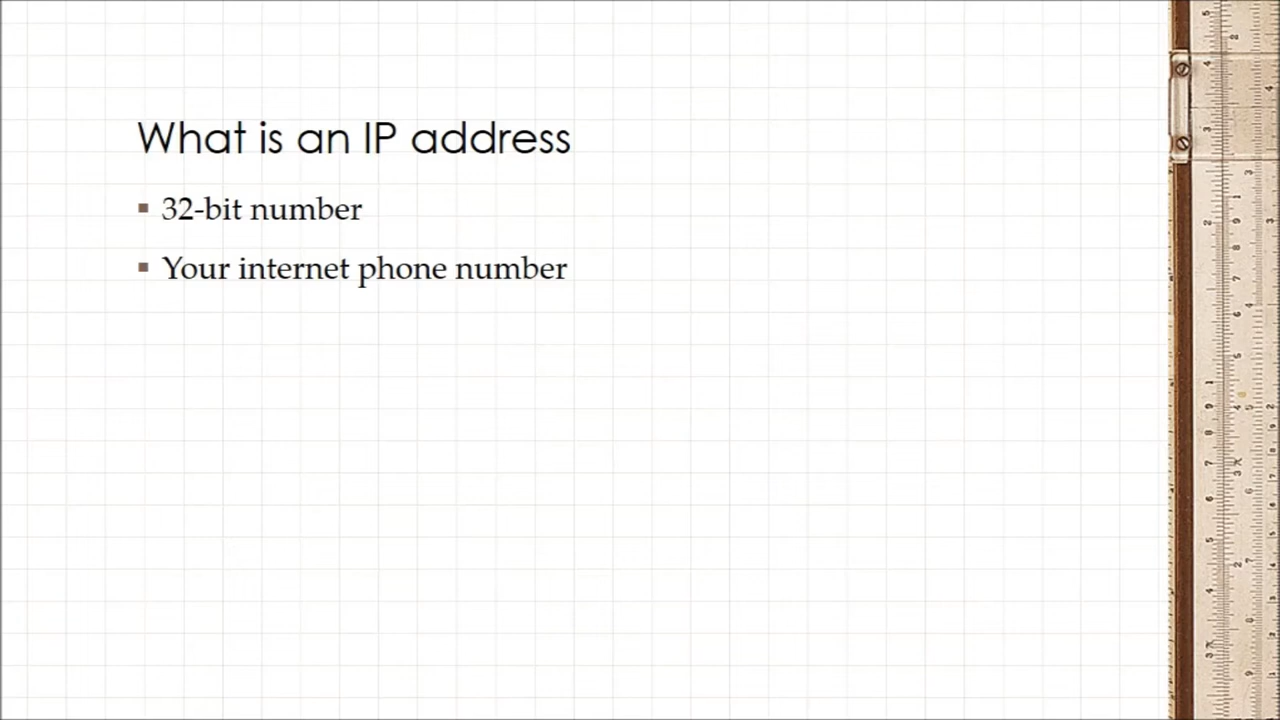 What is an IP address
32-bit number
Your internet phone number